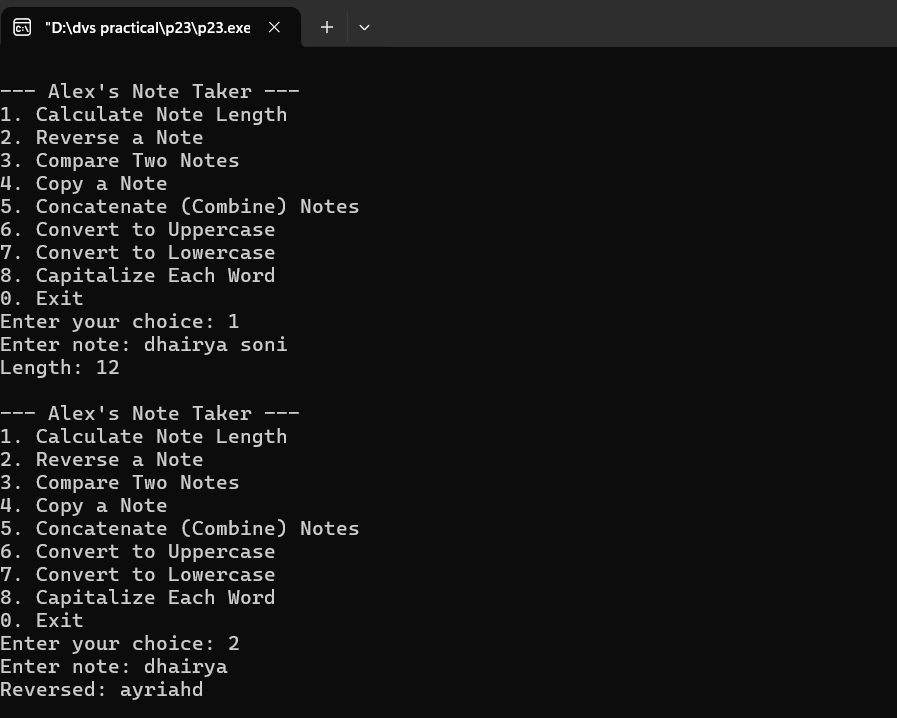 "D:\dvs practical\p23\p23.exe
--- Alex's Note Taker ---
1. Calculate Note Length
2. Reverse a Note
3. Compare Two Notes
4. Copy a Note
5. Concatenate (Combine) Notes
6. Convert to Uppercase
7. Convert to Lowercase
8. Capitalize Each Word
0. Exit
Enter your choice: 1
Enter note: dhairya soni
Length: 12
--- Alex's Note Taker ---
1. Calculate Note Length
2. Reverse a Note
3. Compare Two Notes
4. Copy a Note
5. Concatenate (Combine) Notes
6. Convert to Uppercase
7. Convert to Lowercase
8. Capitalize Each Word
0. Exit
Enter your choice: 2
Enter note: dhairya
Reversed: ayriahd